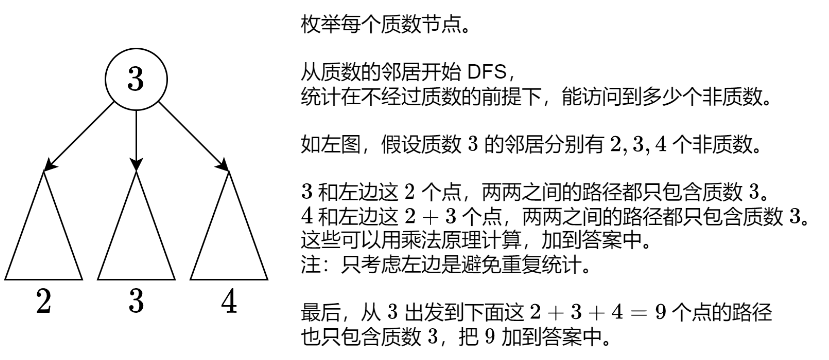 枚举每个质数节点。
从质数的邻居开始 DFS，
统计在不经过质数的前提下，能访问到多少个非质数。
如左图，假设质数 3 的邻居分别有 2, 3, 4 个非质数。
3 和左边这 2 个点，两两之间的路径都只包含质数 3。
4 和左边这 2 + 3 个点，两两之间的路径都只包含质数 3。
这些可以用乘法原理计算，加到答案中。
注：只考虑左边是避免重复统计。
最后，从 3 出发到下面这 2 + 3 + 4 = 9 个点的路径
也只包含质数 3，把 9 加到答案中。
3
2 3 4